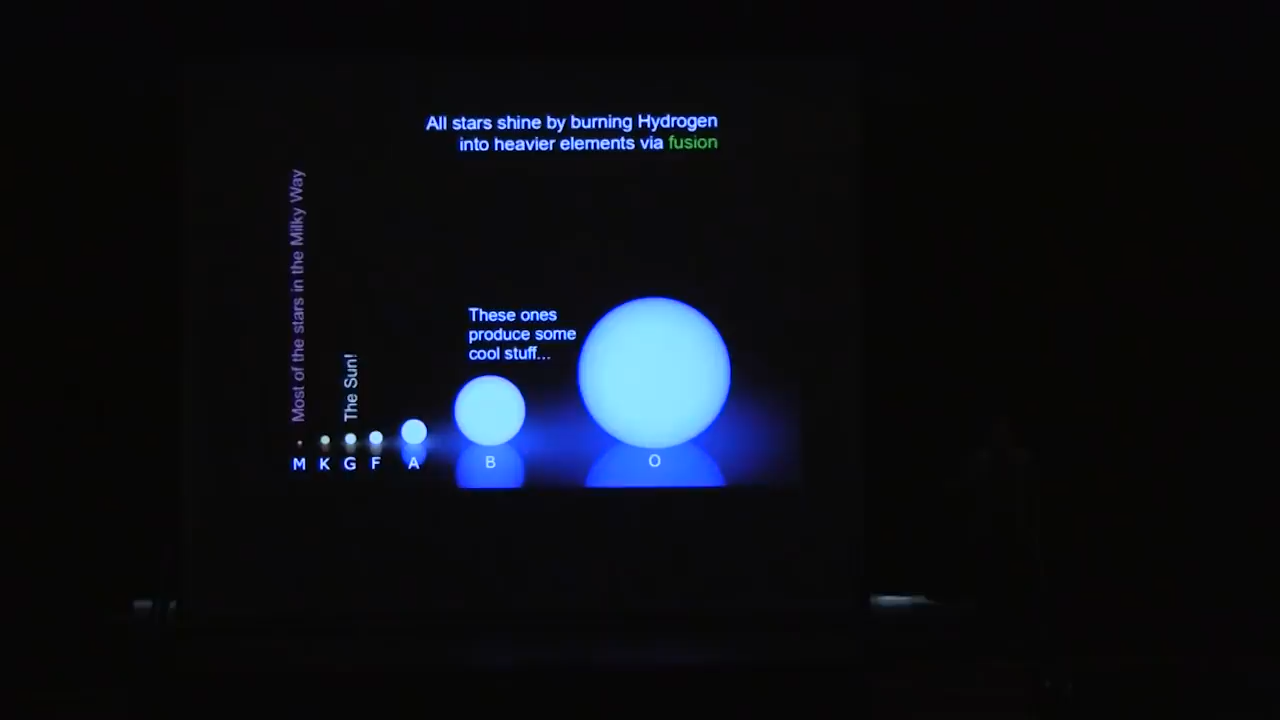 All stars shine by burning Hydrogen
into heavier elements via fusion
Most of the stars in the Milky Way
The Sun!
These ones
produce some
cool stuff...
M K G F A B O